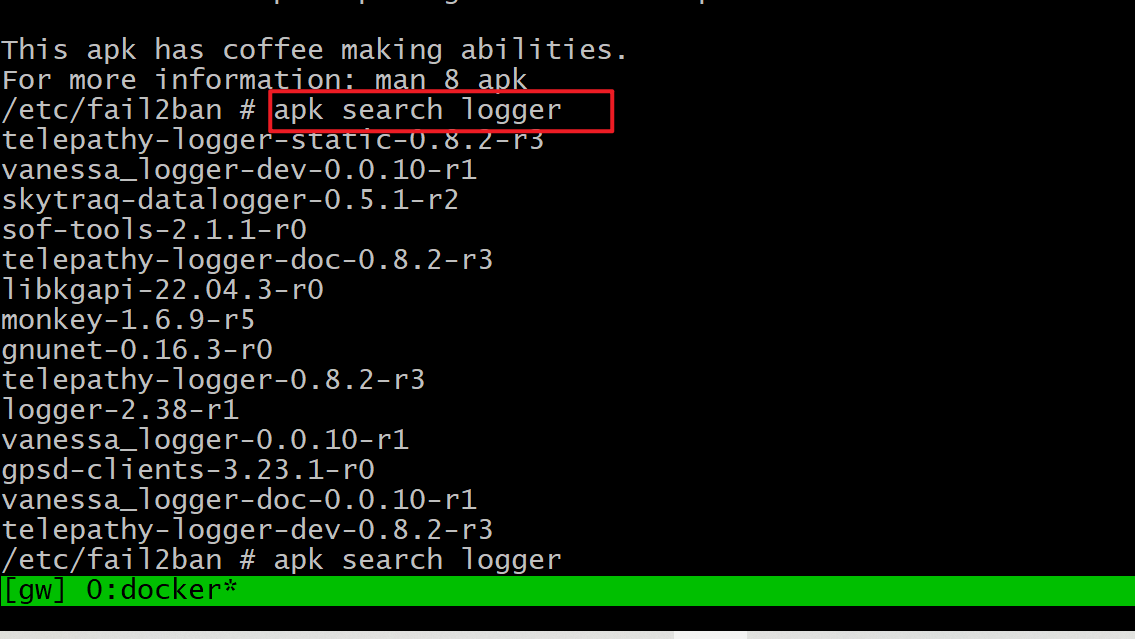 This apk has coffee making abilities.
For more information: man 8 apk
/etc/fail2ban # apk search logger
telepathy-logger-static-0.8.2-r3
vanessa_logger-dev-0.0.10-r1
skytraq-datalogger-0.5.1-r2
sof-tools-2.1.1-r0
telepathy-logger-doc-0.8.2-r3
libkgapi-22.04.3-r0
monkey-1.6.9-r5
gnunet-0.16.3-r0
telepathy-logger-0.8.2-r3
logger-2.38-r1
vanessa_logger-0.0.10-r1
gpsd-clients-3.23.1-r0
vanessa_logger-doc-0.0.10-r1
telepathy-logger-dev-0.8.2-r3
/etc/fail2ban # apk search logger
[gw] 0:docker*